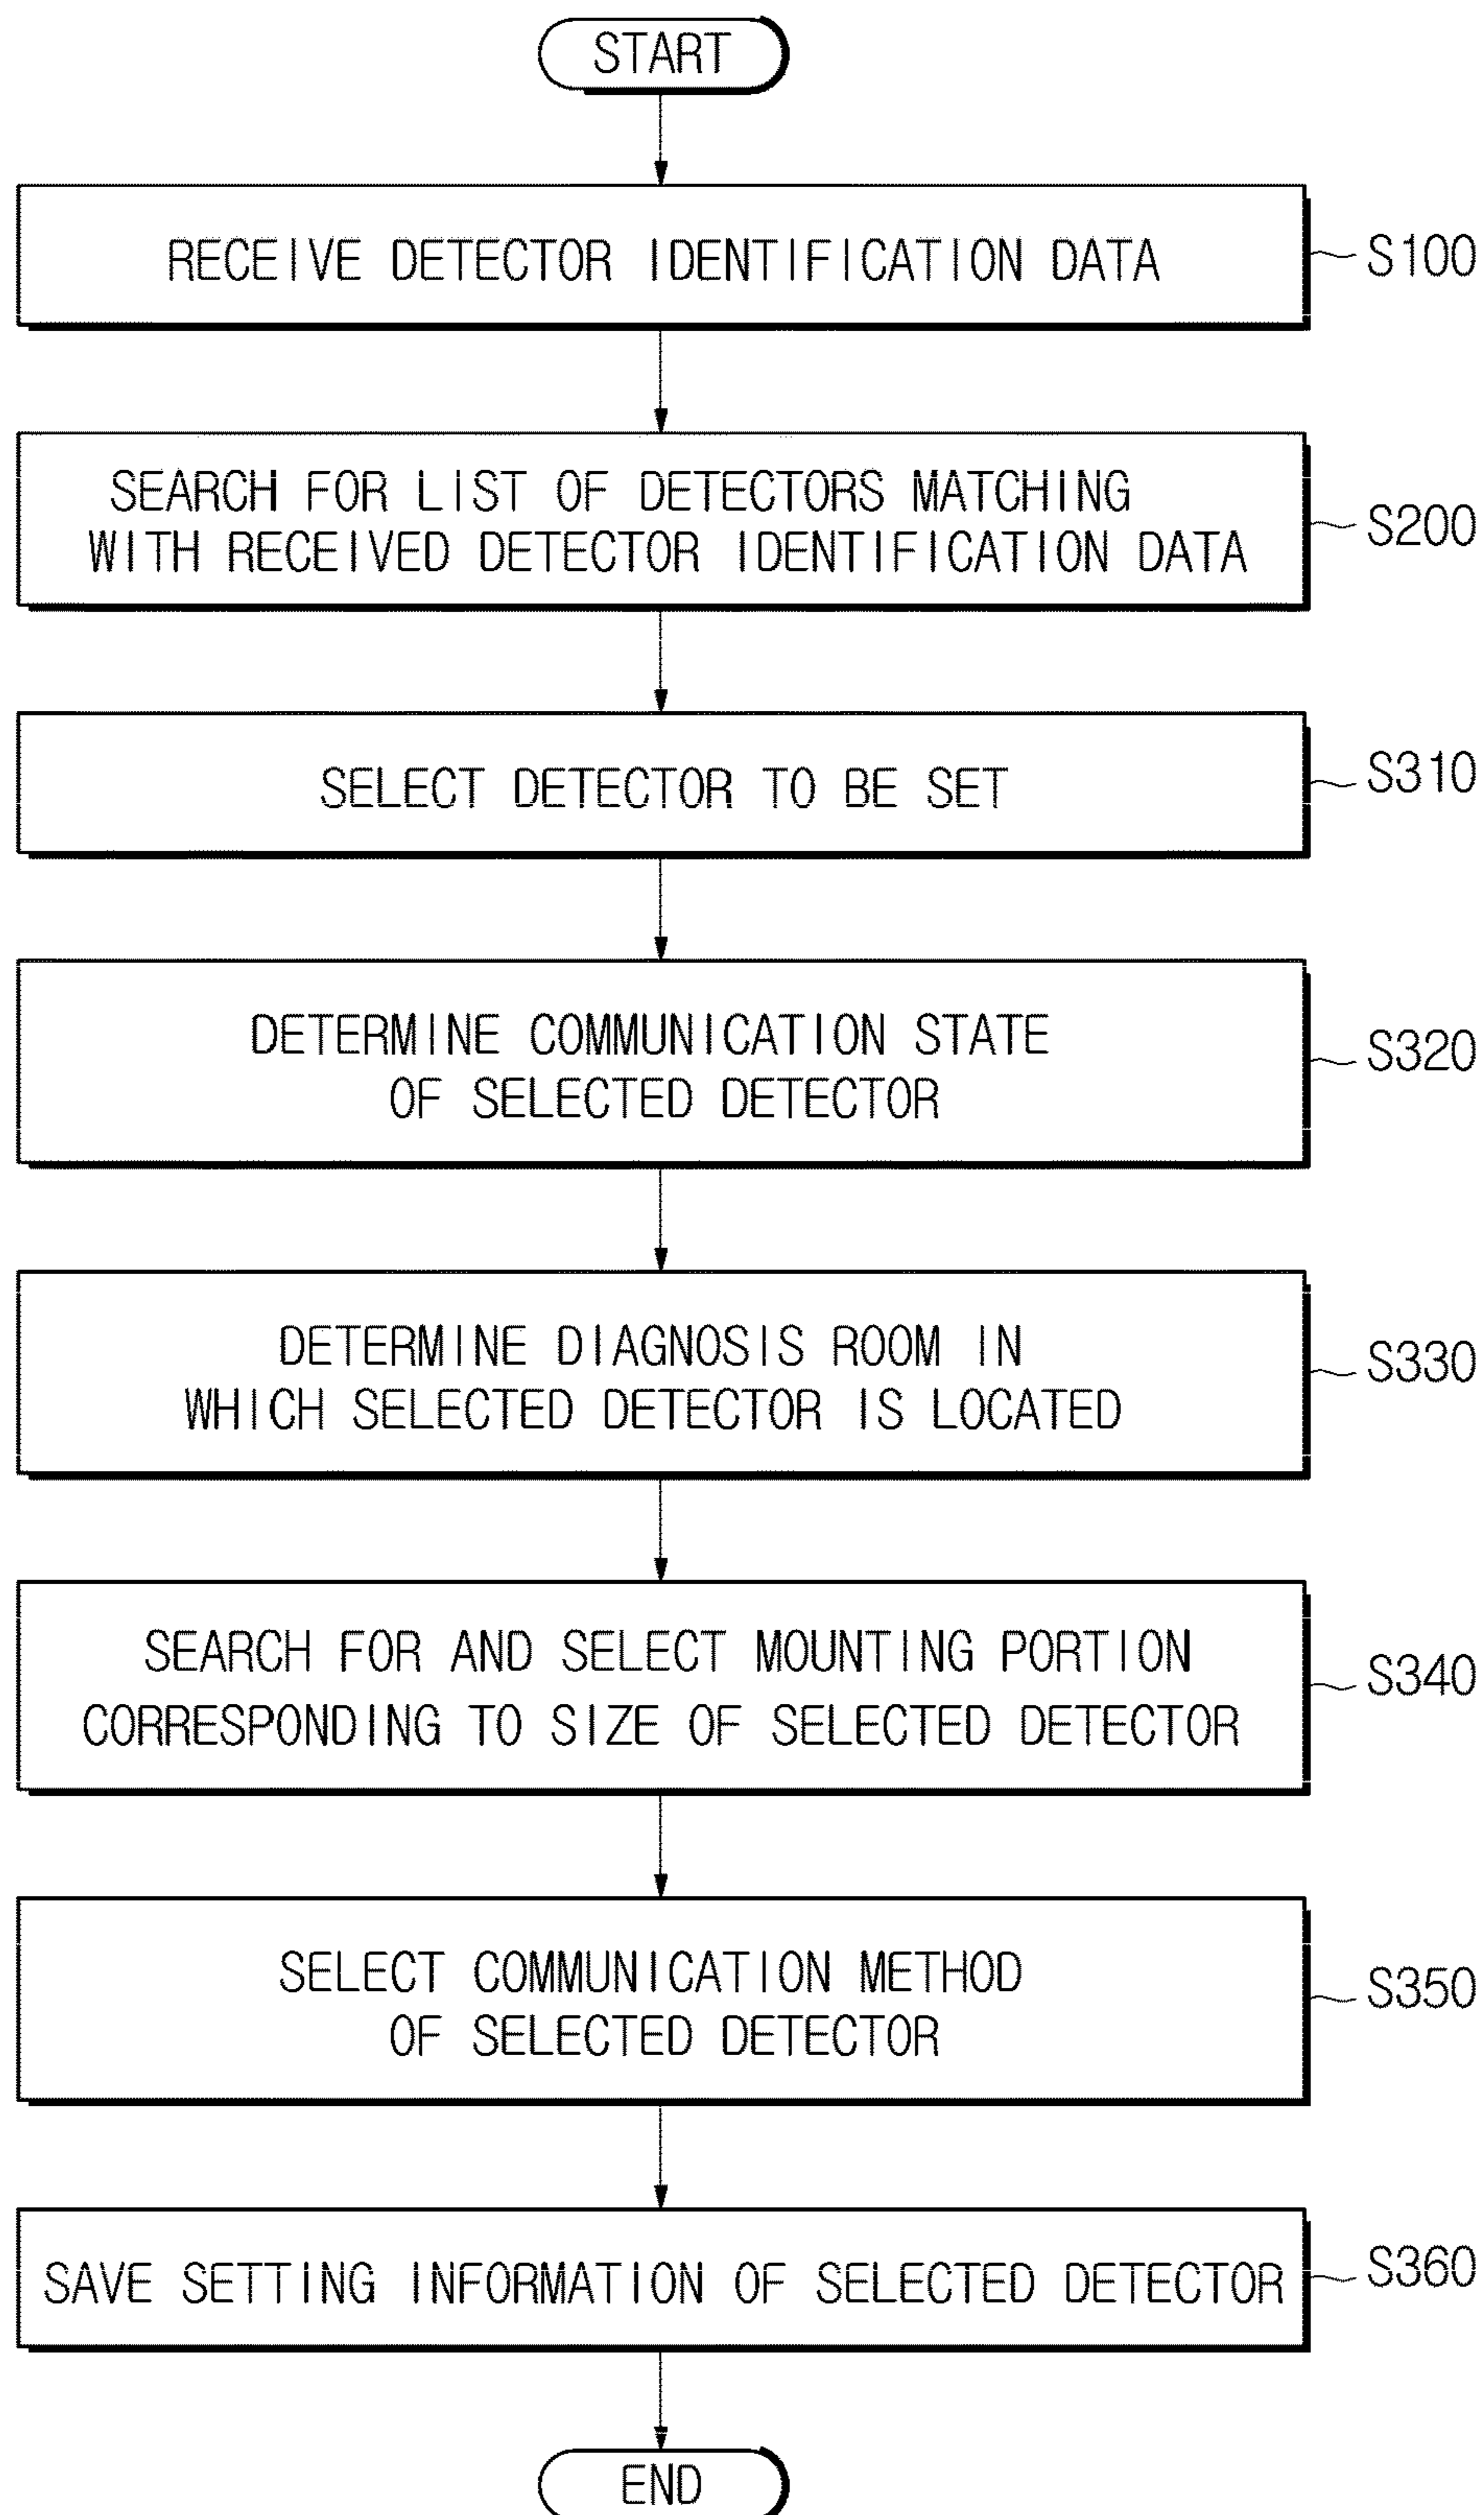 START
RECEIVE DETECTOR IDENTIFICATION DATA
S100
SEARCH FOR LIST OF DETECTORS MATCHING
WITH RECEIVED DETECTOR IDENTIFICATION DATA
S200
SELECT DETECTOR TO BE SET
S310
DETERMINE COMMUNICATION STATE
OF SELECTED DETECTOR
S320
DETERMINE DIAGNOSIS ROOM IN
WHICH SELECTED DETECTOR IS LOCATED
S330
SEARCH FOR AND SELECT MOUNTING PORTION
CORRESPONDING TO SIZE OF SELECTED DETECTOR
S340
SELECT COMMUNICATION METHOD
OF SELECTED DETECTOR
S350
SAVE SETTING INFORMATION OF SELECTED DETECTOR
S360
END